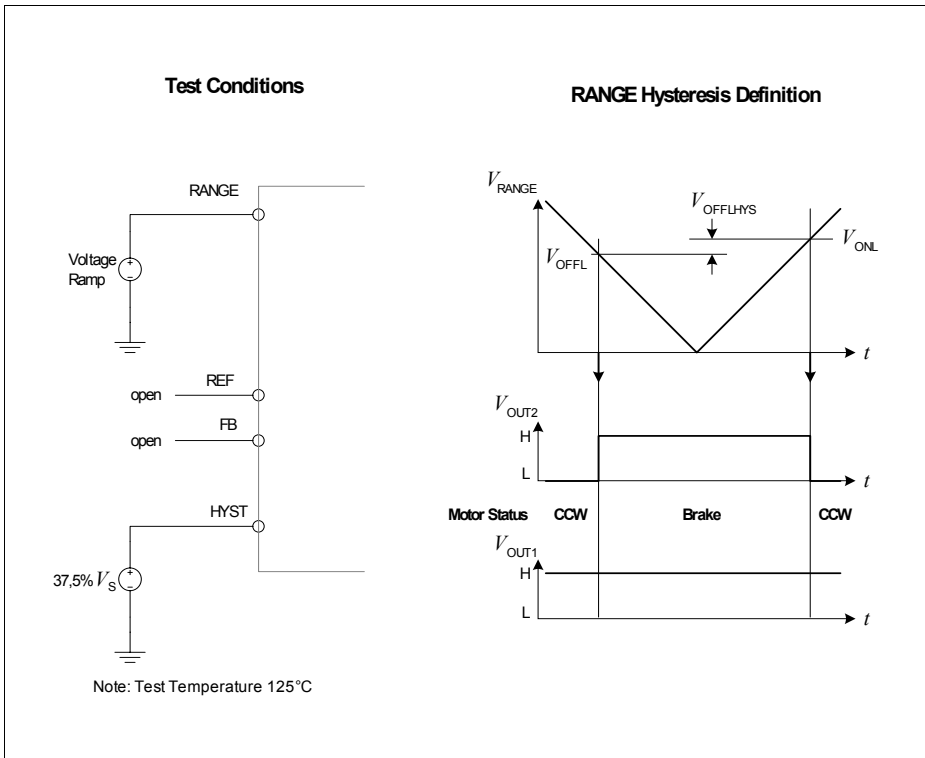 Test Conditions
RANGE
Voltage
Ramp
REF
open
FB
open
HYST
37,5% VS
Note: Test Temperature 125°C
RANGE Hysteresis Definition
VRANGE
VOFFLHYS
VOFFL
VONL
t
VOUT2
H
L
t
Motor Status CCW Brake CCW
VOUT1
H
L
t